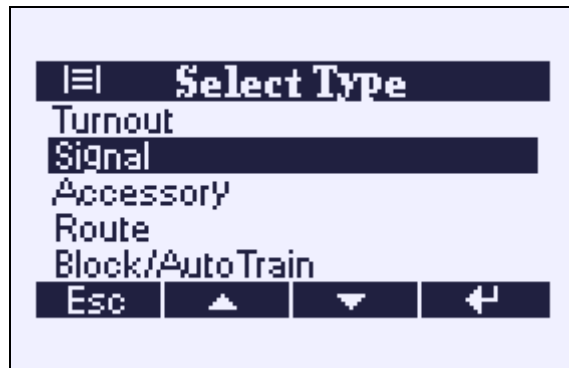 Select Type
Turnout
Signal
Accessory
Route
Block/AutoTrain
Esc